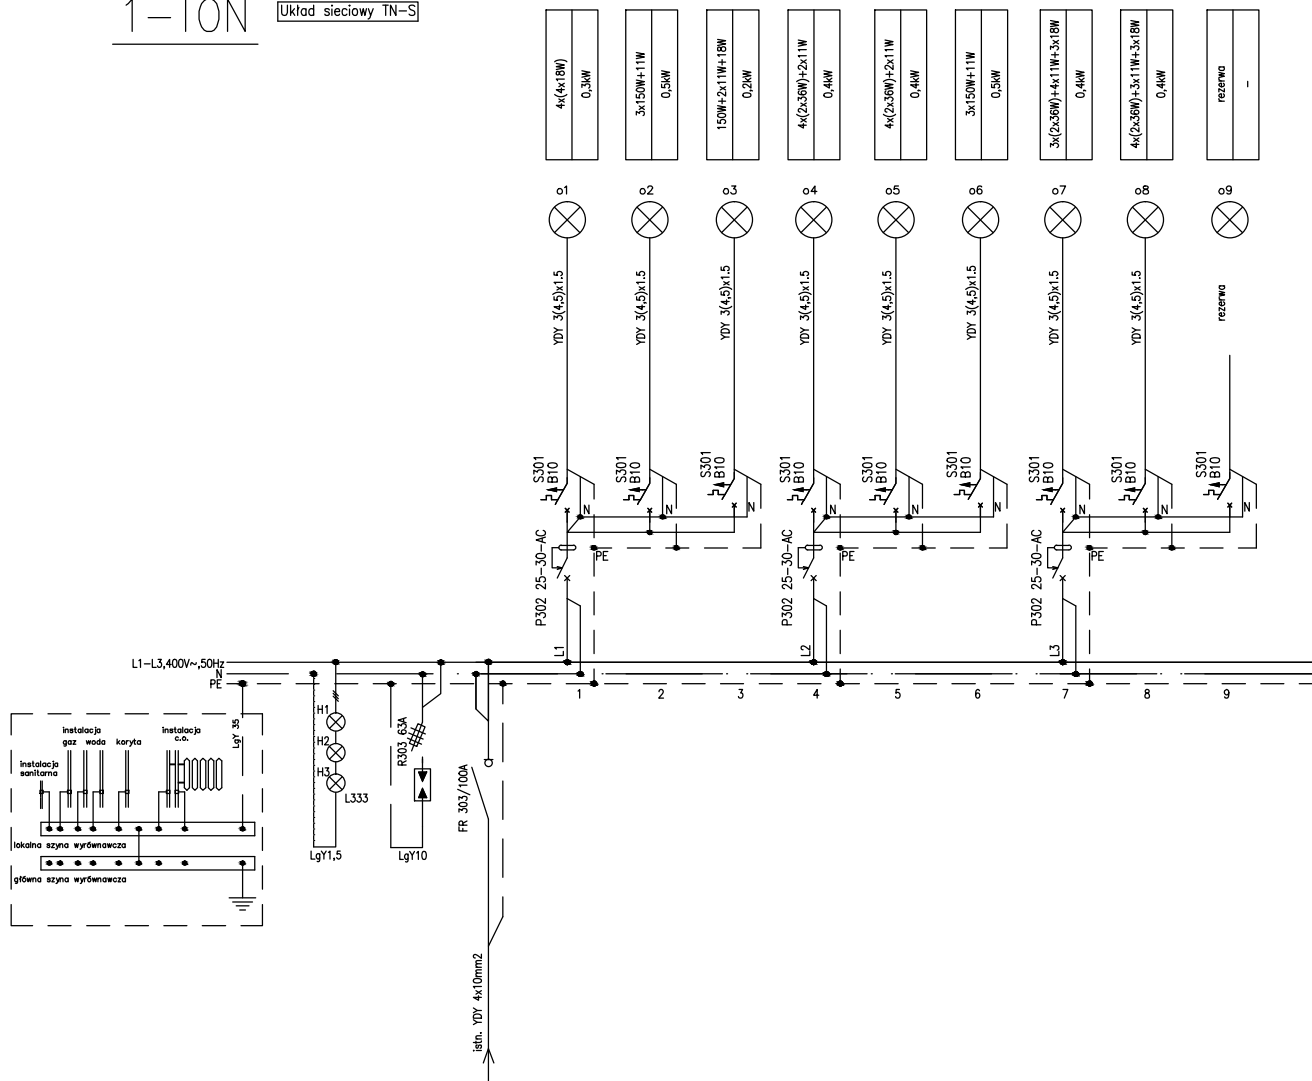 1-TON
Układ sieciowy TN-S
4x(4x18W)
0,3kW
3x150W+11W
0,5kW
150W+2x11W+18W
0,2kW
4x(2x36W)+2x11W
0,4kW
4x(2x36W)+2x11W
0,4kW
3x150W+11W
0,5kW
3x(2x36W)+4x11W+3x18W
0,4kW
4x(2x36W)+3x11W+3x18W
0,4kW
rezerwa
-
o1
o2
o3
o4
o5
o6
o7
o8
o9
YDY 3(4,5)x1.5
YDY 3(4,5)x1.5
YDY 3(4,5)x1.5
YDY 3(4,5)x1.5
YDY 3(4,5)x1.5
YDY 3(4,5)x1.5
YDY 3(4,5)x1.5
YDY 3(4,5)x1.5
rezerwa
S301
B10
S301
B10
S301
B10
S301
B10
S301
B10
S301
B10
S301
B10
S301
B10
S301
B10
N
N
N
N
N
N
N
N
N
PE
PE
PE
P302 25-30-AC
P302 25-30-AC
P302 25-30-AC
L1
L2
L3
L1-L3,400V~,50Hz
N
PE
1
2
3
4
5
6
7
8
9
LgY 35
instalacja
gaz
woda
koryta
instalacja
c.o.
instalacja
sanitarna
lokalna szyna wyrównawcza
główna szyna wyrównawcza
H1
H2
H3
L333
LgY1,5
R303 63A
LgY10
FR 303/100A
istn. YDY 4x10mm2